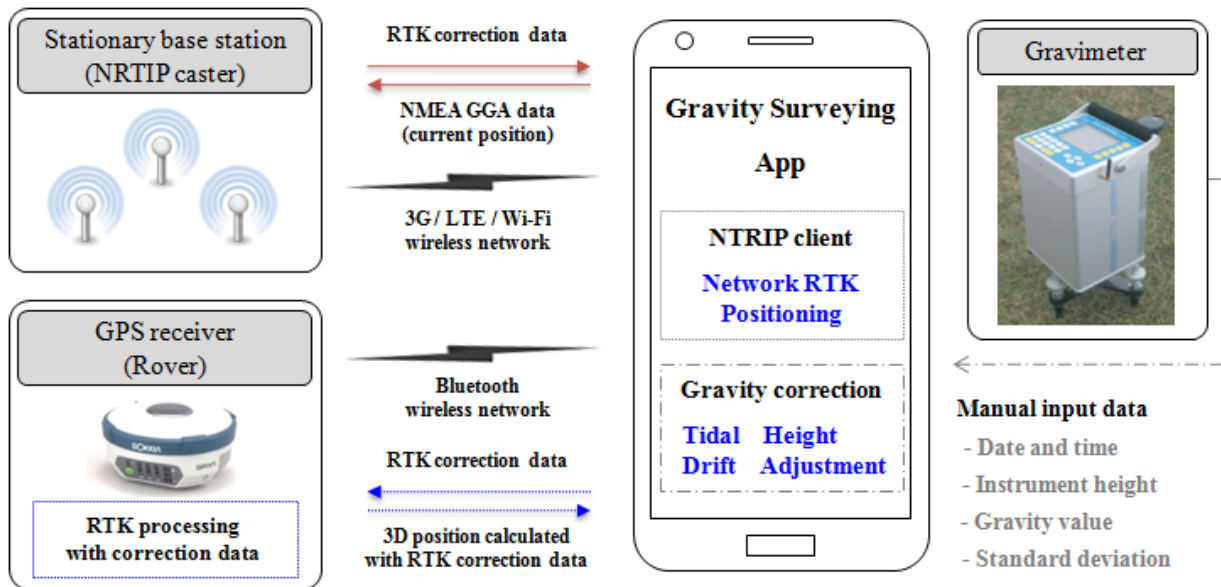 Stationary base station
(NRTIP caster)
RTK correction data
NMEA GGA data
(current position)
3G / LTE / Wi-Fi
wireless network
GPS receiver
(Rover)
SOKKIA
RTK processing
with correction data
Bluetooth
wireless network
RTK correction data
3D position calculated
with RTK correction data
Gravity Surveying
App
NTRIP client
Network RTK
Positioning
Gravity correction
Tidal Height
Drift Adjustment
Gravimeter
Manual input data
- Date and time
- Instrument height
- Gravity value
- Standard deviation